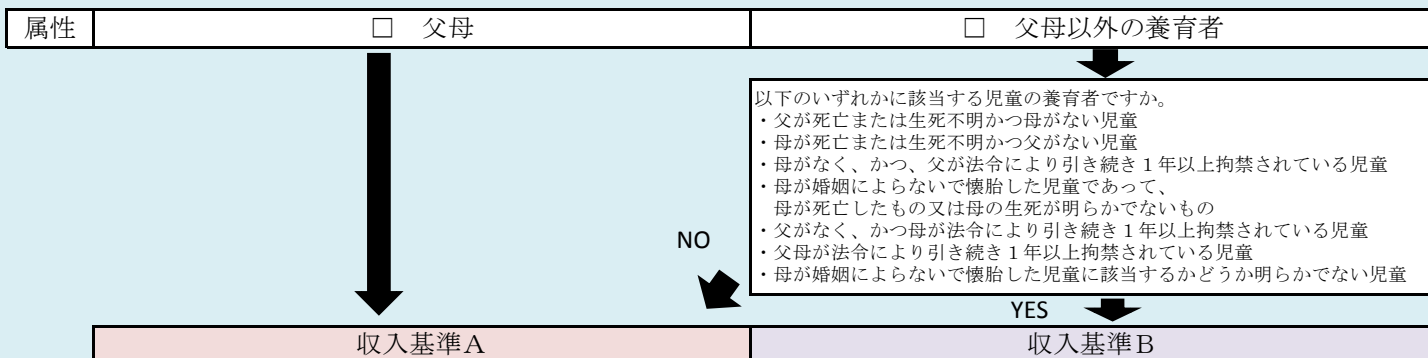 属性
□ 父母
□ 父母以外の養育者
以下のいずれかに該当する児童の養育者ですか。
・父が死亡または生死不明かつ母がない児童
・母が死亡または生死不明かつ父がない児童
・母がなく、かつ、父が法令により引き続き１年以上拘禁されている児童
・母が婚姻によらないで懐胎した児童であって、
母が死亡したもの又は母の生死が明らかでないもの
・父がなく、かつ母が法令により引き続き１年以上拘禁されている児童
・父母が法令により引き続き１年以上拘禁されている児童
・母が婚姻によらないで懐胎した児童に該当するかどうか明らかでない児童
NO
YES
収入基準Ａ
収入基準Ｂ